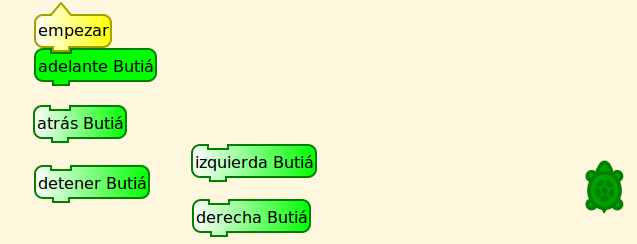 empezar
adelante Butiá
atrás Butiá
izquierda Butiá
detener Butiá
derecha Butiá